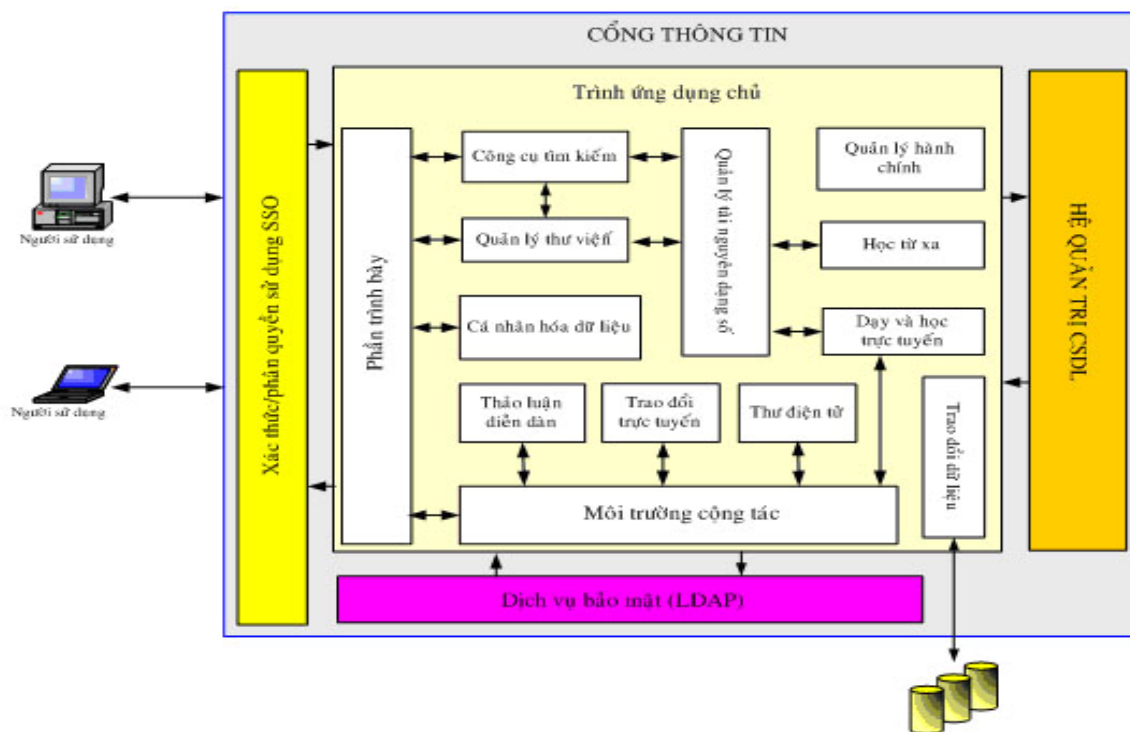 CỔNG THÔNG TIN
Trình ứng dụng chủ
Người sử dụng
Người sử dụng
Xác thực/phân quyền sử dụng SSO
Phần trình bày
Công cụ tìm kiếm
Quản lý thư viện
Cá nhân hóa dữ liệu
Quản lý tài nguyên dạng số
Quản lý hành
chính
Học từ xa
Dạy và học
trực tuyến
Thảo luận
diễn đàn
Trao đổi
trực tuyến
Thư điện tử
Môi trường cộng tác
Trao đổi dữ liệu
HỆ QUẢN TRỊ CSDL
Dịch vụ bảo mật (LDAP)